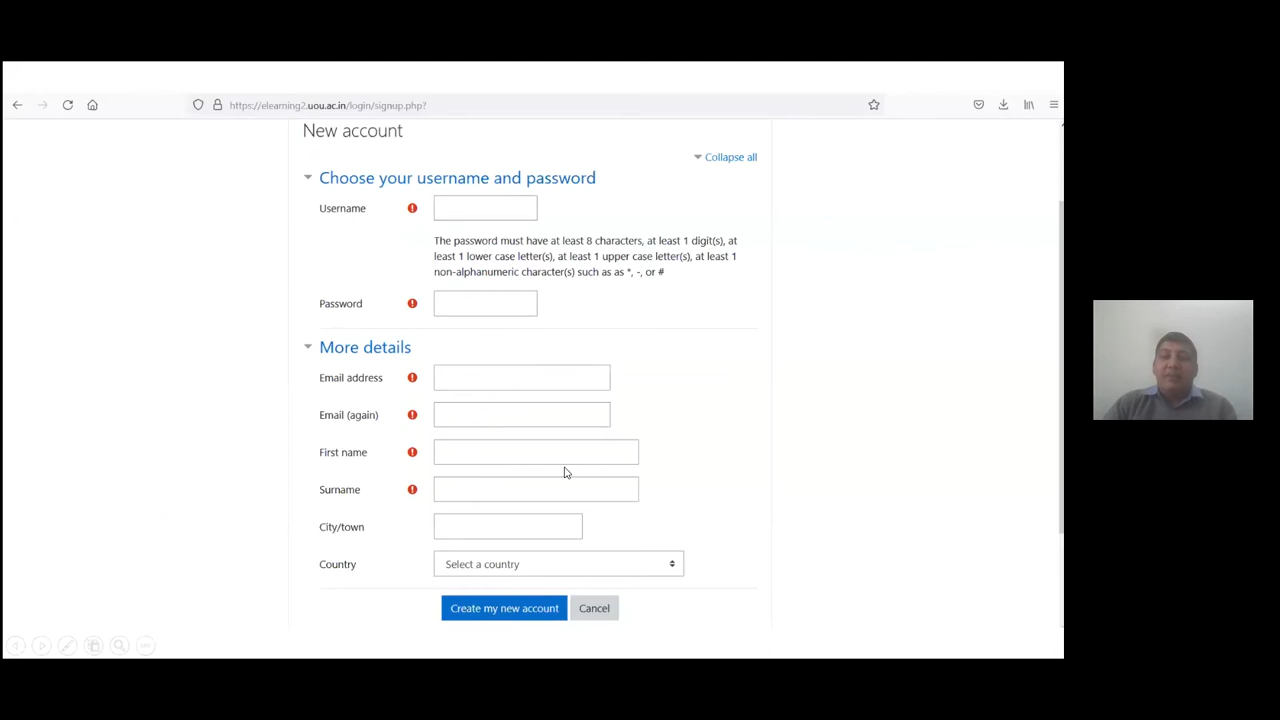 https://elearning2.uou.ac.in/login/signup.php?
New account
Collapse all
Choose your username and password
Username
The password must have at least 8 characters, at least 1 digit(s), at
least 1 lower case letter(s), at least 1 upper case letter(s), at least 1
non-alphanumeric character(s) such as as *, -, or #
Password
More details
Email address
Email (again)
First name
Surname
City/town
Country
Select a country
Create my new account
Cancel